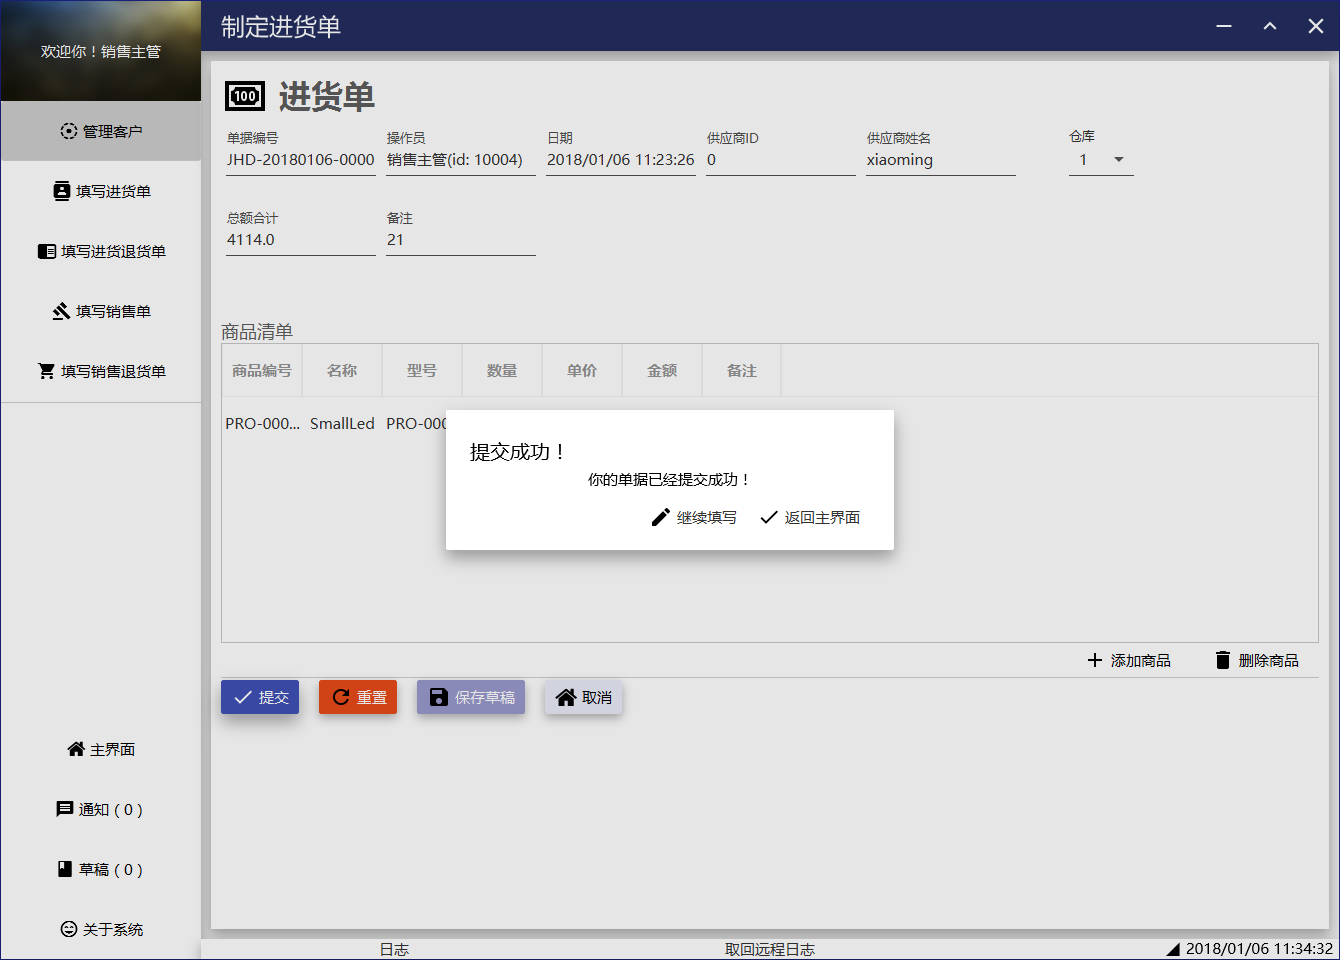 欢迎你！销售主管
制定进货单
管理客户
填写进货单
填写进货退货单
填写销售单
填写销售退货单
100 进货单
单据编号 操作员 日期 供应商ID 供应商姓名 仓库
JHD-20180106-0000 销售主管(id: 10004) 2018/01/06 11:23:26 0 xiaoming 1
总额合计 备注
4114.0 21
商品清单
商品编号 名称 型号 数量 单价 金额 备注
PRO-000... SmallLed PRO-000
提交成功！
你的单据已经提交成功！
继续填写 返回主界面
添加商品 删除商品
提交 重置 保存草稿 取消
主界面
通知 ( 0 )
草稿 ( 0 )
关于系统
日志 取回远程日志 2018/01/06 11:34:32